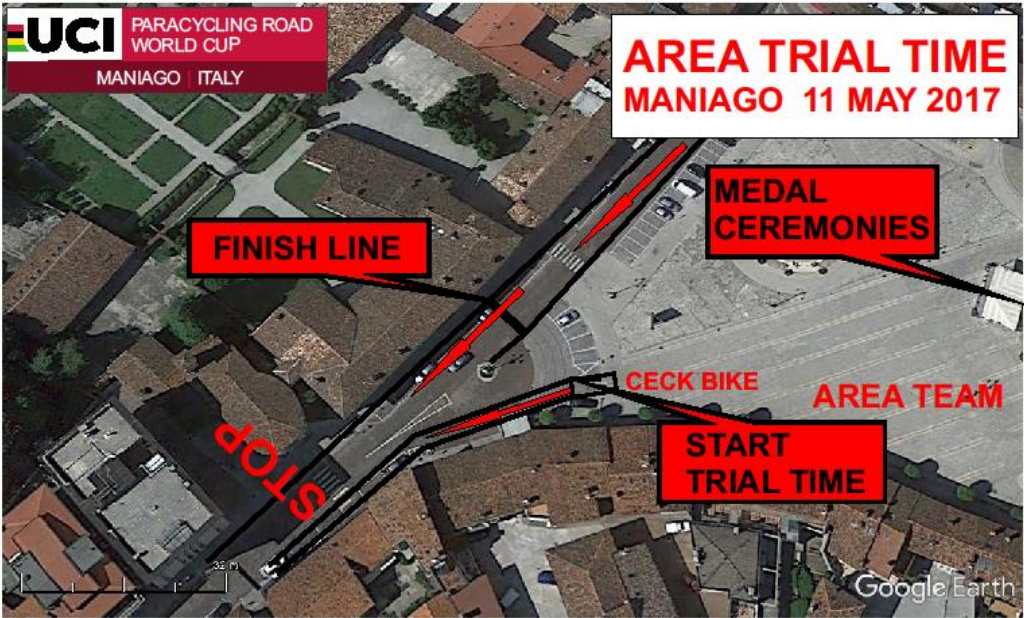 UCI
PARACYCLING ROAD
WORLD CUP
MANIAGO | ITALY
AREA TRIAL TIME
MANIAGO 11 MAY 2017
MEDAL
CEREMONIES
FINISH LINE
CECK BIKE
AREA TEAM
START
TRIAL TIME
STOP
32 M
Google Earth